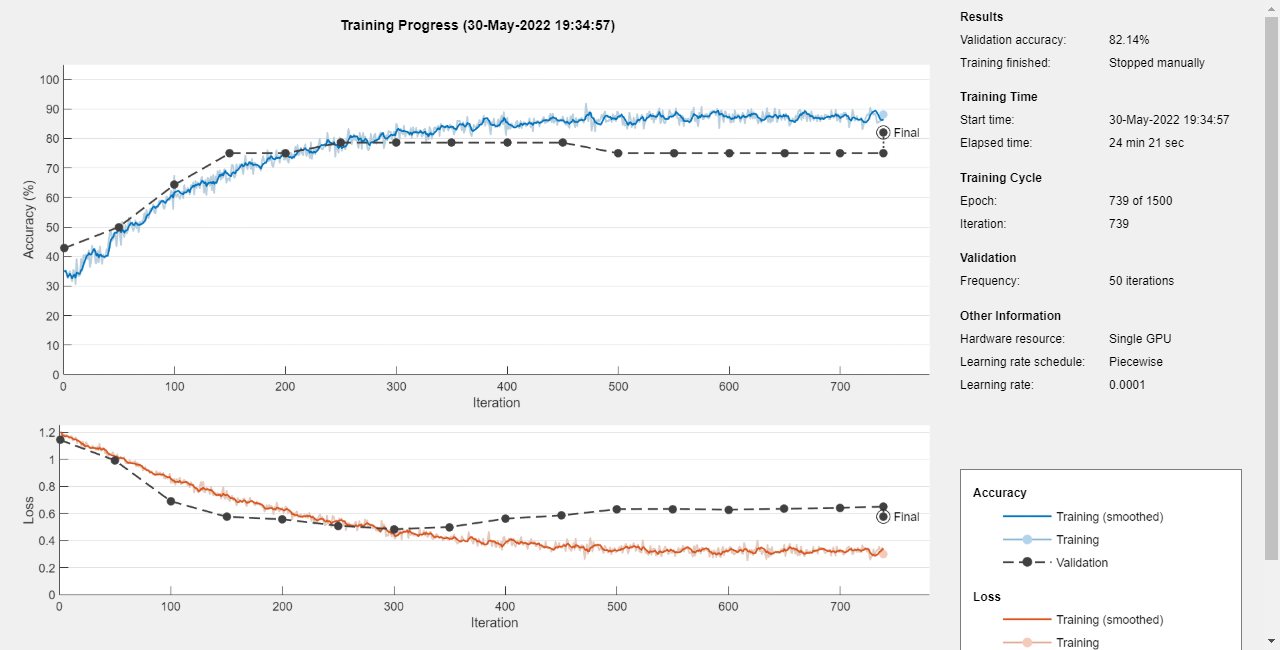 Training Progress (30-May-2022 19:34:57)
100
90
80
70
60
50
40
30
20
10
0
Accuracy (%)
Final
0 100 200 300 400 500 600 700
Iteration
1.2
1
0.8
0.6
0.4
0.2
0
Loss
Final
0 100 200 300 400 500 600 700
Iteration
Results
Validation accuracy: 82.14%
Training finished: Stopped manually
Training Time
Start time: 30-May-2022 19:34:57
Elapsed time: 24 min 21 sec
Training Cycle
Epoch: 739 of 1500
Iteration: 739
Validation
Frequency: 50 iterations
Other Information
Hardware resource: Single GPU
Learning rate schedule: Piecewise
Learning rate: 0.0001
Accuracy
Training (smoothed)
Training
Validation
Loss
Training (smoothed)
Training